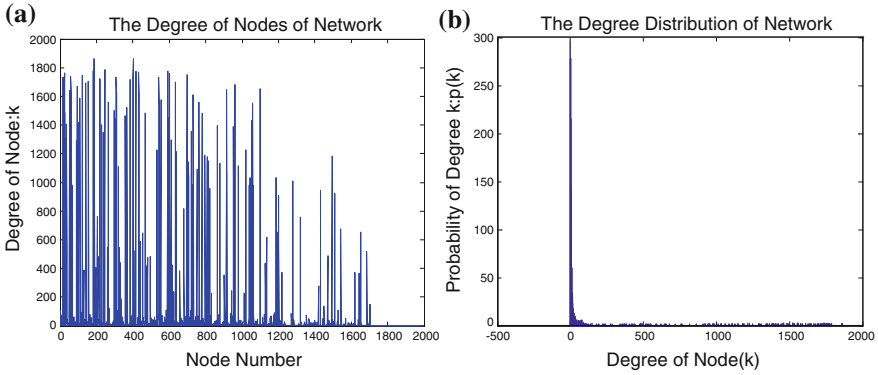 (a)
The Degree of Nodes of Network
2000
1800
1600
1400
1200
1000
800
600
400
200
0
0 200 400 600 800 1000 1200 1400 1600 1800 2000
Degree of Node:k
Node Number
(b)
The Degree Distribution of Network
300
250
200
150
100
50
0
-500 0 500 1000 1500 2000
Probability of Degree k:p(k)
Degree of Node(k)